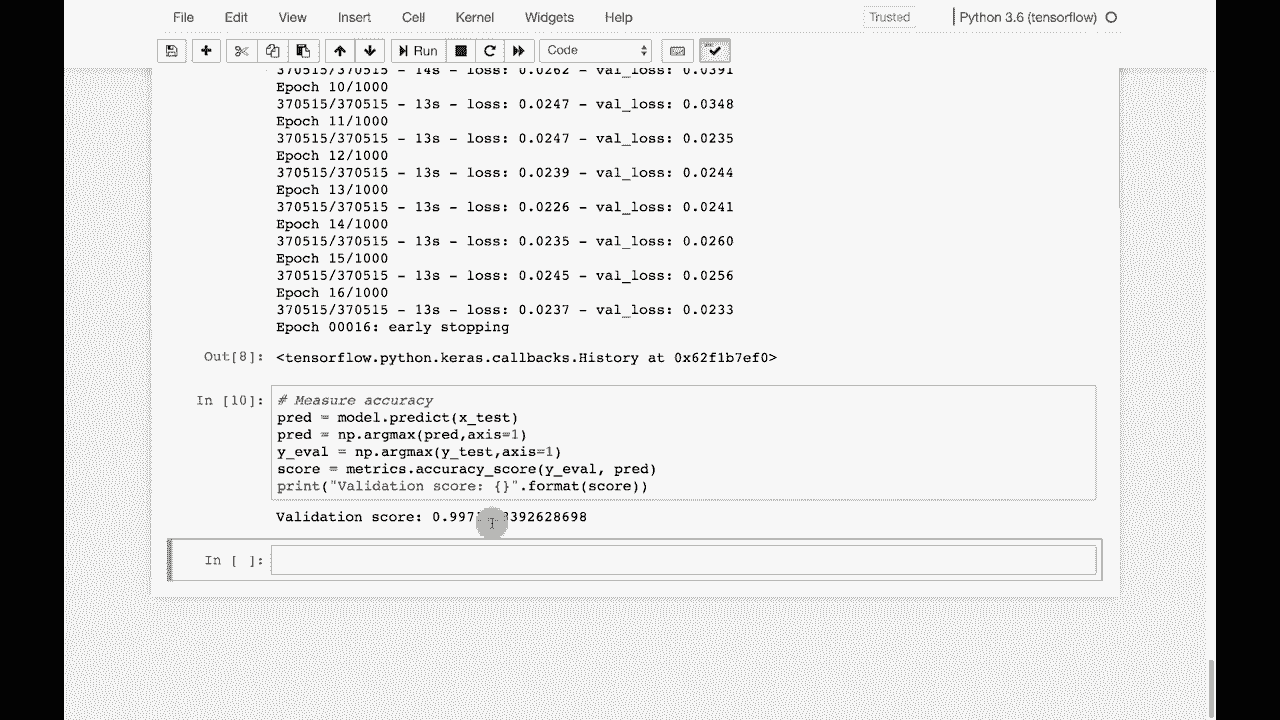 File Edit View Insert Cell Kernel Widgets Help Trusted Python 3.6 (tensorflow)
Run Code
370515/370515 - 14s - loss: 0.0262 - val_loss: 0.0391
Epoch 10/1000
370515/370515 - 13s - loss: 0.0247 - val_loss: 0.0348
Epoch 11/1000
370515/370515 - 13s - loss: 0.0247 - val_loss: 0.0235
Epoch 12/1000
370515/370515 - 13s - loss: 0.0239 - val_loss: 0.0244
Epoch 13/1000
370515/370515 - 13s - loss: 0.0226 - val_loss: 0.0241
Epoch 14/1000
370515/370515 - 13s - loss: 0.0235 - val_loss: 0.0260
Epoch 15/1000
370515/370515 - 13s - loss: 0.0245 - val_loss: 0.0256
Epoch 16/1000
370515/370515 - 13s - loss: 0.0237 - val_loss: 0.0233
Epoch 00016: early stopping
Out[8]: <tensorflow.python.keras.callbacks.History at 0x62f1b7ef0>
In [10]: # Measure accuracy
pred = model.predict(x_test)
pred = np.argmax(pred,axis=1)
y_eval = np.argmax(y_test,axis=1)
score = metrics.accuracy_score(y_eval, pred)
print("Validation score: {}".format(score))
Validation score:
In [ ]: